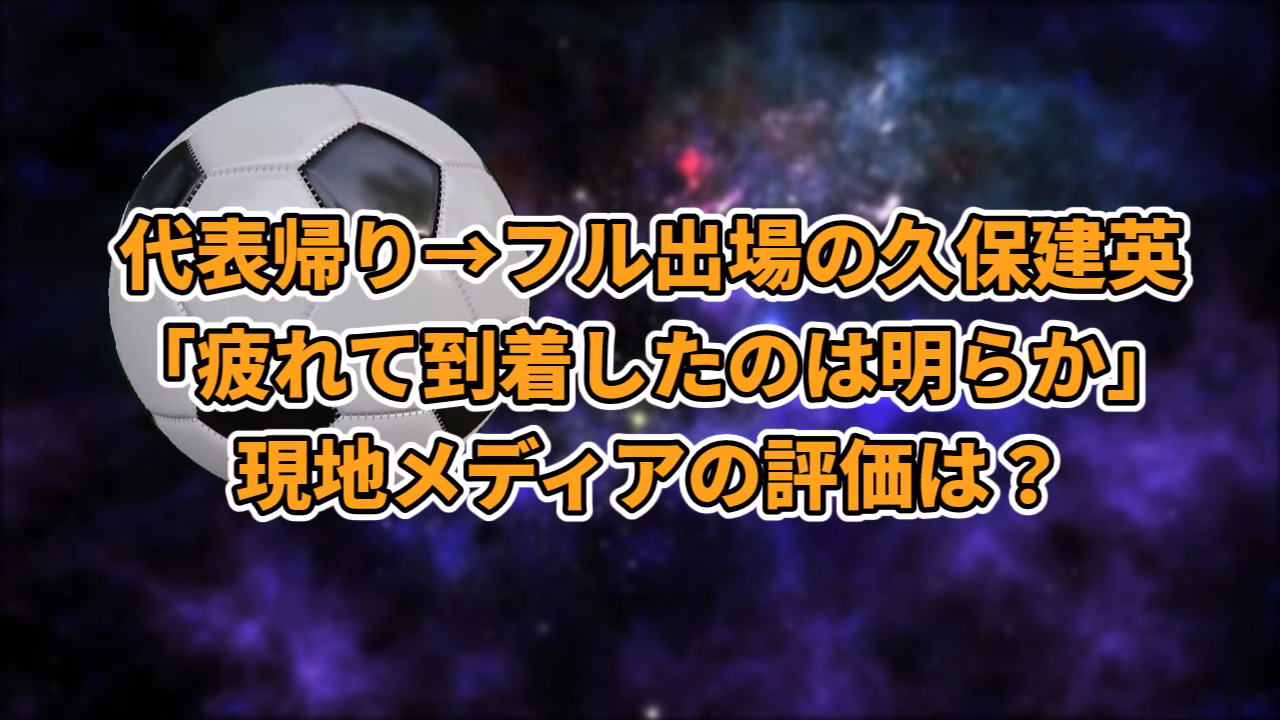 代表帰り→フル出場の久保建英
「疲れて到着したのは明らか」
現地メディアの評価は？